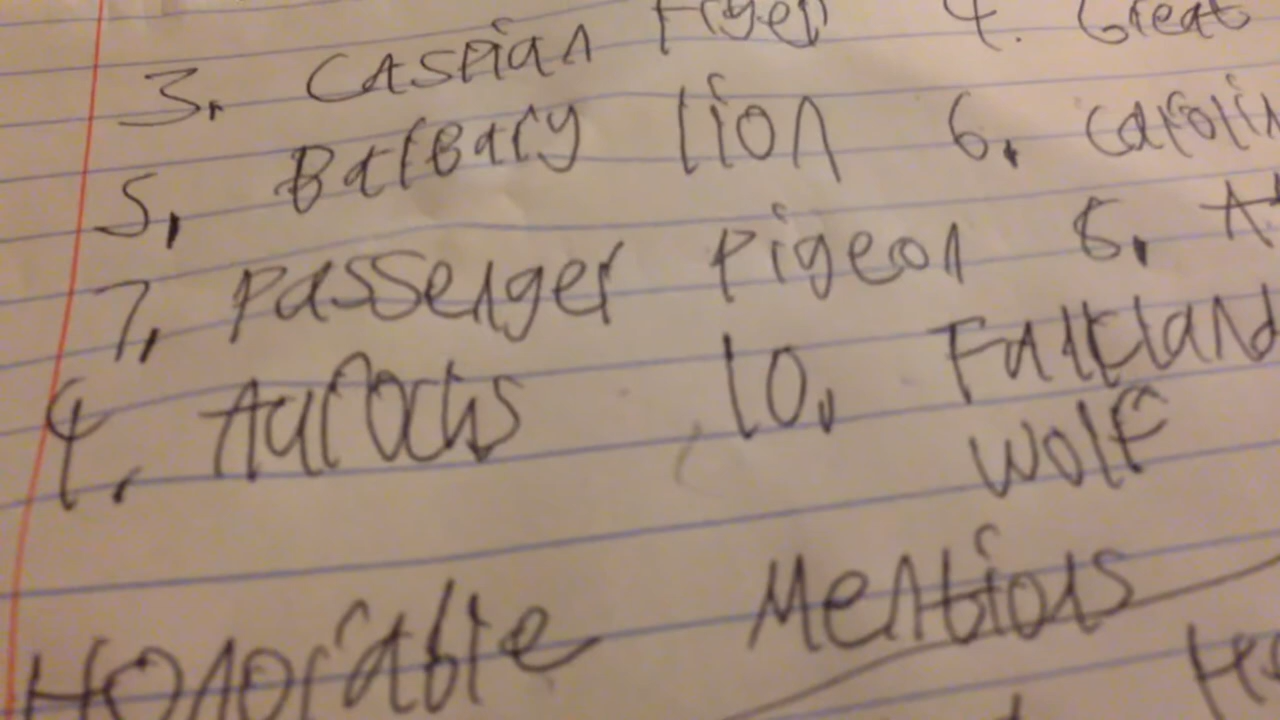 3. Caspian Tiger 4. Great
5. Barbary lion 6. Carolin
7. Passenger Pigeon 8. At
9. Aurochs 10. Falkland
wolf
Honorable Mentions